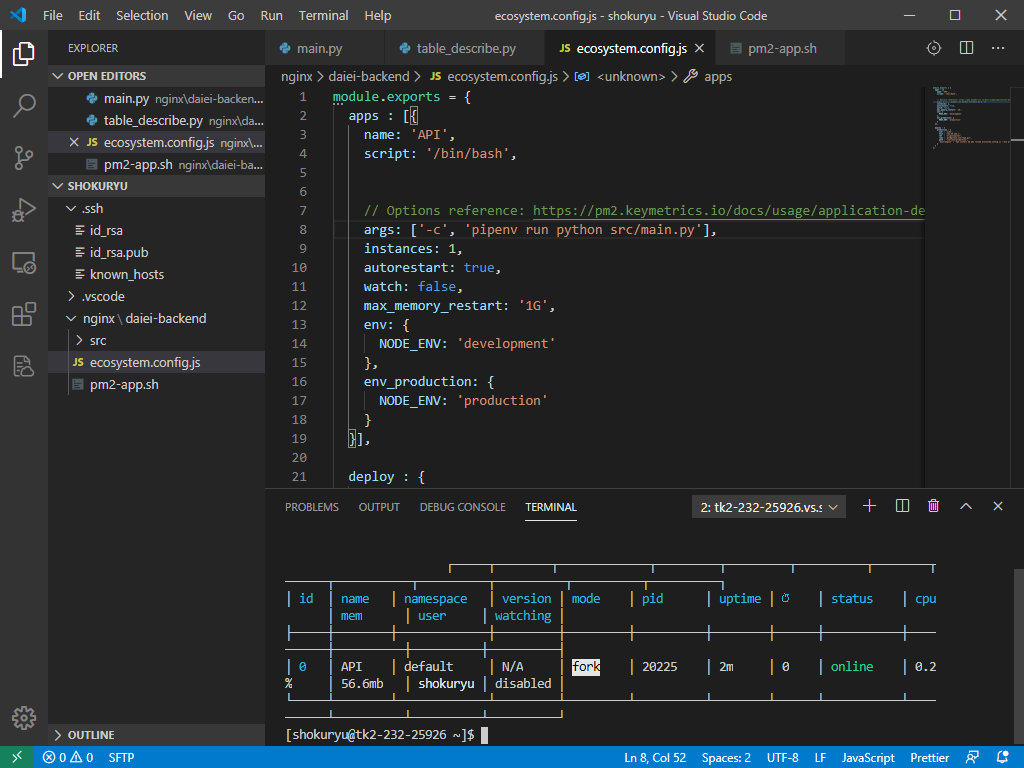 File Edit Selection View Go Run Terminal Help ecosystem.config.js - shokuryu - Visual Studio Code
EXPLORER
OPEN EDITORS
main.py nginx\daiei-backen...
table_describe.py nginx\da...
JS ecosystem.config.js nginx\...
pm2-app.sh nginx\daiei-ba...
SHOKURYU
.ssh
id_rsa
id_rsa.pub
known_hosts
.vscode
nginx \ daiei-backend
src
JS ecosystem.config.js
pm2-app.sh
OUTLINE
main.py table_describe.py JS ecosystem.config.js pm2-app.sh
nginx > daiei-backend > JS ecosystem.config.js > <unknown> > apps
1 module.exports = {
2 apps : [{
3 name: 'API',
4 script: '/bin/bash',
5
6
7 // Options reference: https://pm2.keymetrics.io/docs/usage/application-de
8 args: ['-c', 'pipenv run python src/main.py'],
9 instances: 1,
10 autorestart: true,
11 watch: false,
12 max_memory_restart: '1G',
13 env: {
14 NODE_ENV: 'development'
15 },
16 env_production: {
17 NODE_ENV: 'production'
18 }
19 }],
20
21 deploy : {
PROBLEMS OUTPUT DEBUG CONSOLE TERMINAL 2: tk2-232-25926.vs.s
│ id │ name │ namespace │ version │ mode │ pid │ uptime │ ↺ │ status │ cpu
│ mem │ user │ watching │
│ 0 │ API │ default │ N/A │ fork │ 20225 │ 2m │ 0 │ online │ 0.2
% │ 56.6mb │ shokuryu │ disabled │
[shokuryu@tk2-232-25926 ~]$
0 0 SFTP Ln 8, Col 52 Spaces: 2 UTF-8 LF JavaScript Prettier